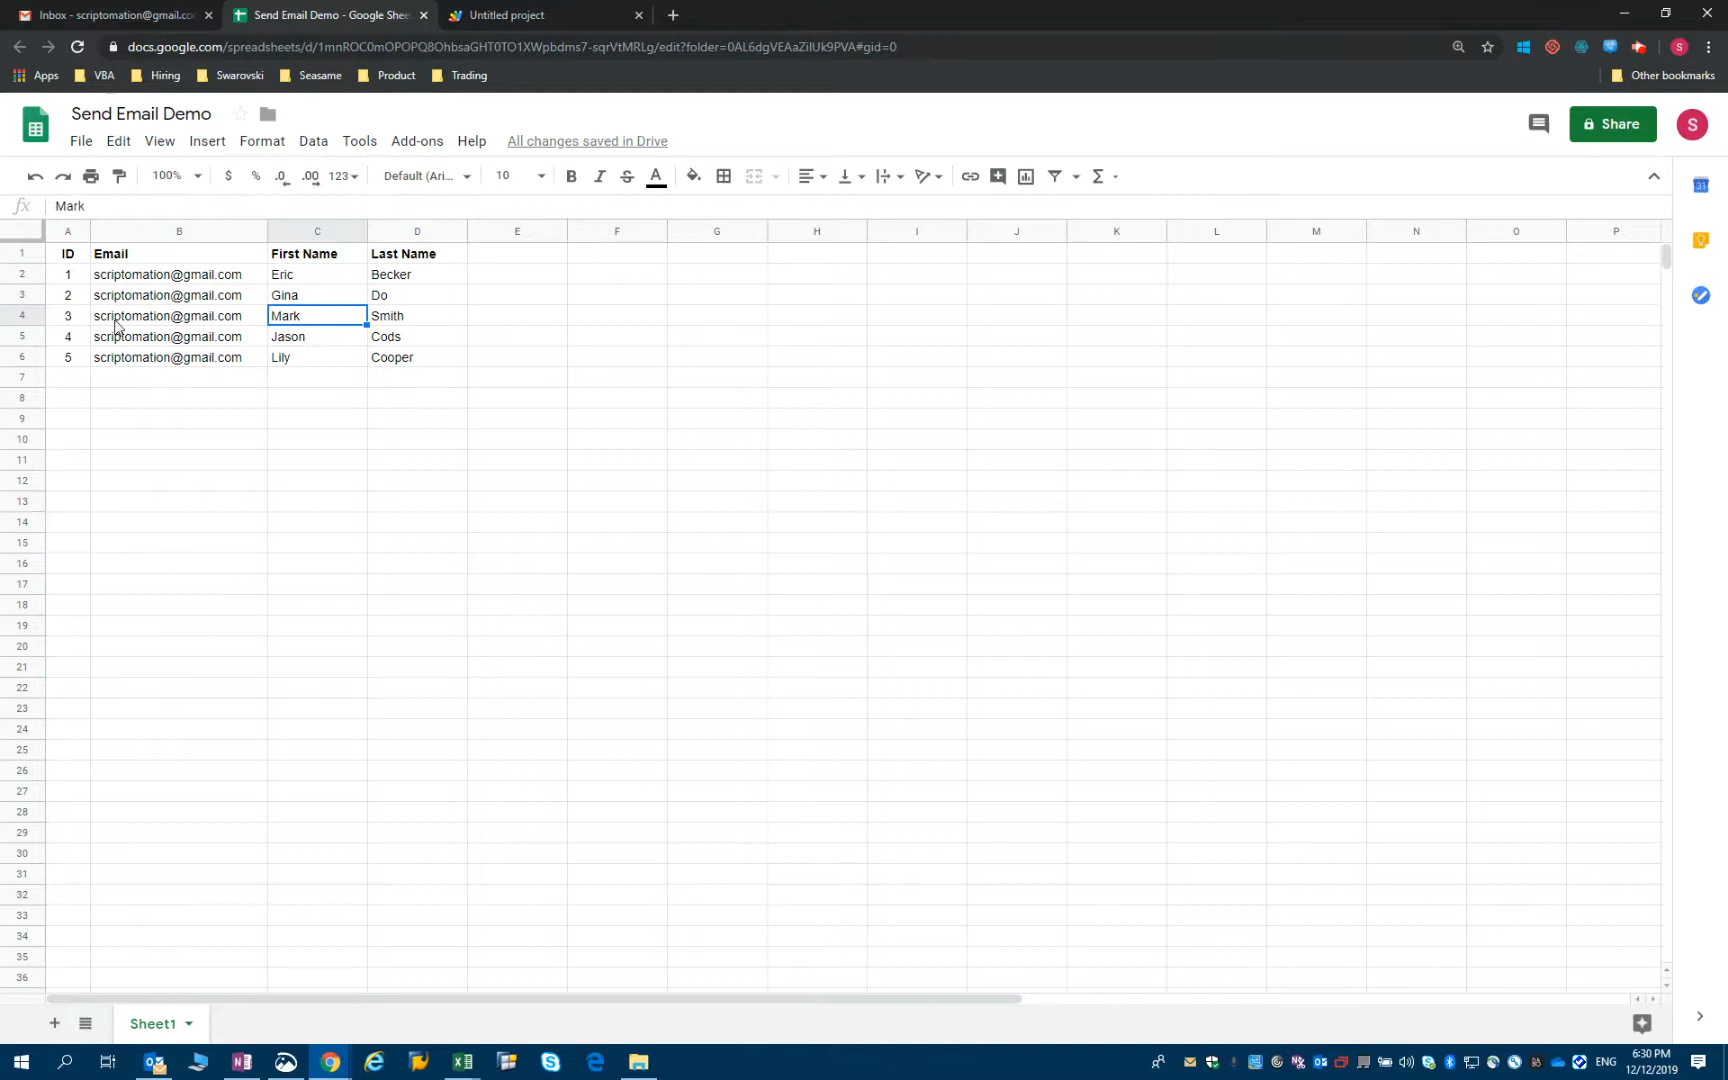 Inbox - scriptomation@gmail.co
Send Email Demo - Google Shee
Untitled project
docs.google.com/spreadsheets/d/1mnROC0mOPOPQ8OhbsaGHT0TO1XWpbdms7-sqrVtMRLg/edit?folder=0AL6dgVEAaZilUk9PVA#gid=0
S
Apps VBA Hiring Swarovski Seasame Product Trading Other bookmarks
Send Email Demo
File Edit View Insert Format Data Tools Add-ons Help All changes saved in Drive
Share
S
100% $ % .0 .00 123 Default (Ari... 10 B I S A
fx Mark
A B C D E F G H I J K L M N O P
1 ID Email First Name Last Name
2 1 scriptomation@gmail.com Eric Becker
3 2 scriptomation@gmail.com Gina Do
4 3 scriptomation@gmail.com Mark Smith
5 4 scriptomation@gmail.com Jason Cods
6 5 scriptomation@gmail.com Lily Cooper
7
8
9
10
11
12
13
14
15
16
17
18
19
20
21
22
23
24
25
26
27
28
29
30
31
32
33
34
35
36
Sheet1
ENG
6:30 PM
12/12/2019